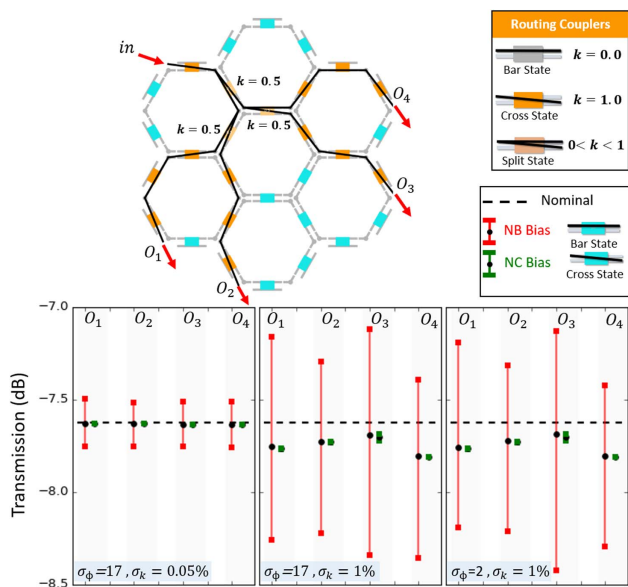 in
k = 0.5
k = 0.5
k = 0.5
O4
O3
O1
O2
Routing Couplers
k = 0.0
Bar State
k = 1.0
Cross State
0< k < 1
Split State
Nominal
NB Bias
Bar State
NC Bias
Cross State
Transmission (dB)
-7.0
-7.5
-8.0
-8.5
O1 O2 O3 O4
O1 O2 O3 O4
O1 O2 O3 O4
σϕ=17 , σk = 0.05%
σϕ=17 , σk = 1%
σϕ=2 , σk = 1%